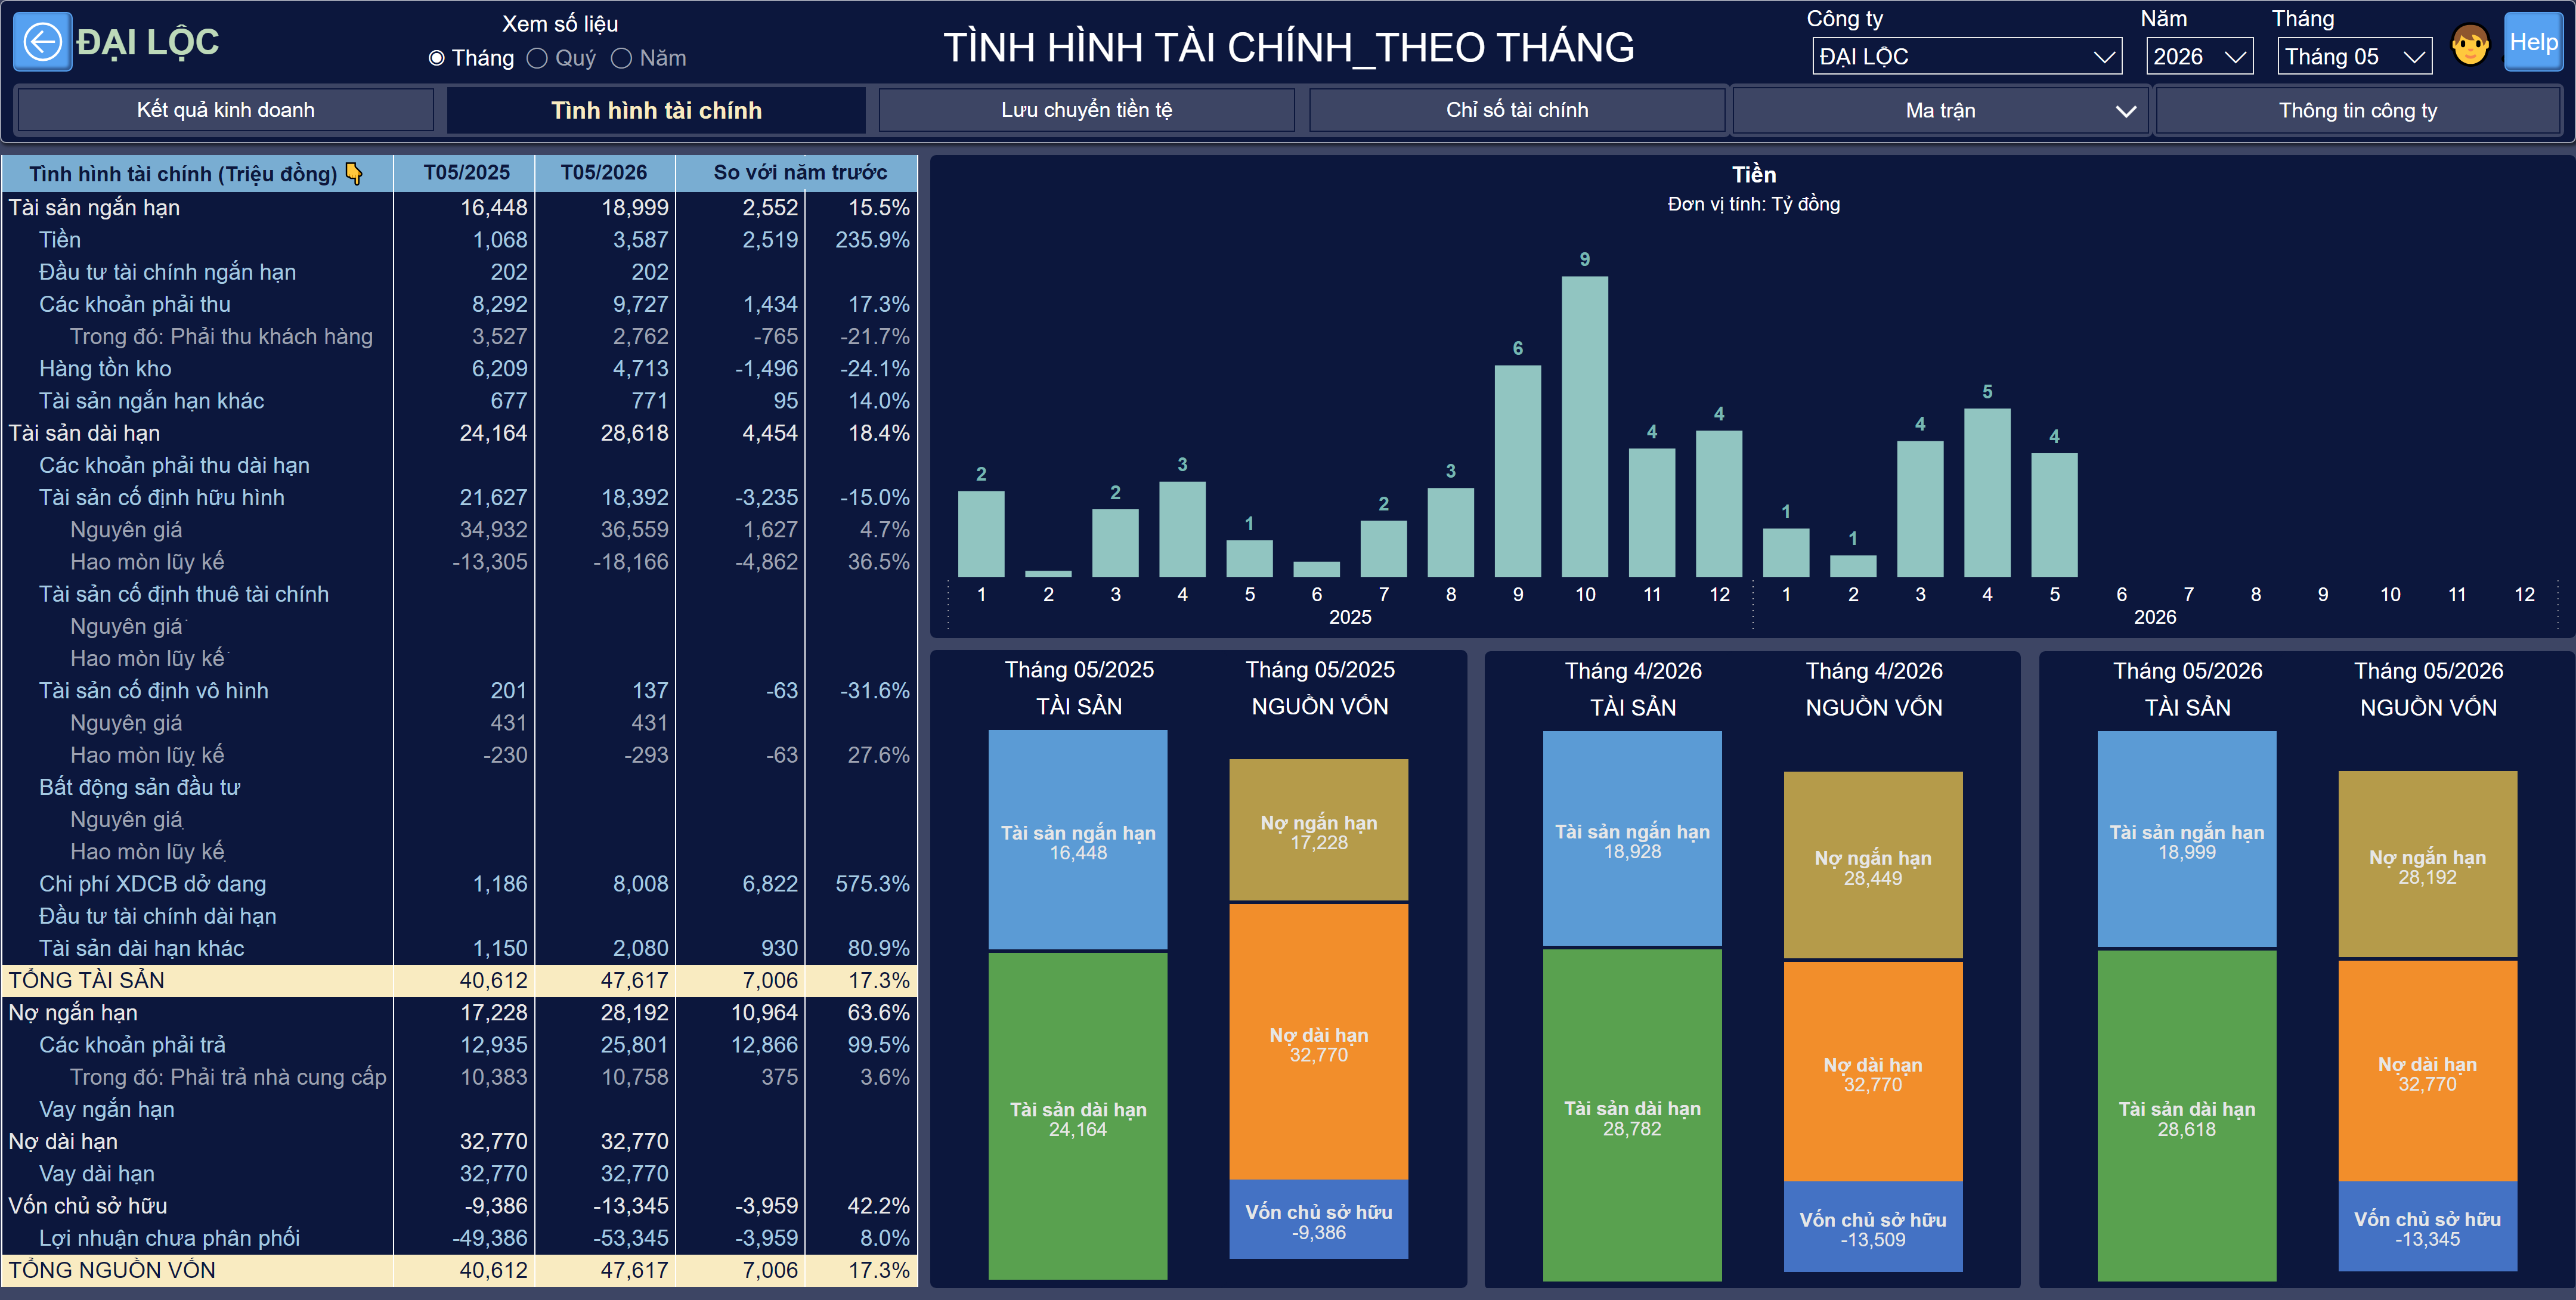 ĐẠI LỘC
Xem số liệu
Tháng Quý Năm
TÌNH HÌNH TÀI CHÍNH_THEO THÁNG
Công ty Năm Tháng
ĐẠI LỘC 2026 Tháng 05
Help
Kết quả kinh doanh Tình hình tài chính Lưu chuyển tiền tệ Chỉ số tài chính Ma trận Thông tin công ty
Tình hình tài chính (Triệu đồng) T05/2025 T05/2026 So với năm trước
Tài sản ngắn hạn 16,448 18,999 2,552 15.5%
Tiền 1,068 3,587 2,519 235.9%
Đầu tư tài chính ngắn hạn 202 202
Các khoản phải thu 8,292 9,727 1,434 17.3%
Trong đó: Phải thu khách hàng 3,527 2,762 -765 -21.7%
Hàng tồn kho 6,209 4,713 -1,496 -24.1%
Tài sản ngắn hạn khác 677 771 95 14.0%
Tài sản dài hạn 24,164 28,618 4,454 18.4%
Các khoản phải thu dài hạn
Tài sản cố định hữu hình 21,627 18,392 -3,235 -15.0%
Nguyên giá 34,932 36,559 1,627 4.7%
Hao mòn lũy kế -13,305 -18,166 -4,862 36.5%
Tài sản cố định thuê tài chính
Nguyên giá
Hao mòn lũy kế
Tài sản cố định vô hình 201 137 -63 -31.6%
Nguyên giá 431 431
Hao mòn lũy kế -230 -293 -63 27.6%
Bất động sản đầu tư
Nguyên giá
Hao mòn lũy kế
Chi phí XDCB dở dang 1,186 8,008 6,822 575.3%
Đầu tư tài chính dài hạn
Tài sản dài hạn khác 1,150 2,080 930 80.9%
TỔNG TÀI SẢN 40,612 47,617 7,006 17.3%
Nợ ngắn hạn 17,228 28,192 10,964 63.6%
Các khoản phải trả 12,935 25,801 12,866 99.5%
Trong đó: Phải trả nhà cung cấp 10,383 10,758 375 3.6%
Vay ngắn hạn
Nợ dài hạn 32,770 32,770
Vay dài hạn 32,770 32,770
Vốn chủ sở hữu -9,386 -13,345 -3,959 42.2%
Lợi nhuận chưa phân phối -49,386 -53,345 -3,959 8.0%
TỔNG NGUỒN VỐN 40,612 47,617 7,006 17.3%
Tiền
Đơn vị tính: Tỷ đồng
2 2 3 1 2 3 6 9 4 4 1 1 4 5 4
1 2 3 4 5 6 7 8 9 10 11 12 1 2 3 4 5 6 7 8 9 10 11 12
2025 2026
Tháng 05/2025 Tháng 05/2025
TÀI SẢN NGUỒN VỐN
Tài sản ngắn hạn
16,448
Tài sản dài hạn
24,164
Nợ ngắn hạn
17,228
Nợ dài hạn
32,770
Vốn chủ sở hữu
-9,386
Tháng 4/2026 Tháng 4/2026
TÀI SẢN NGUỒN VỐN
Tài sản ngắn hạn
18,928
Tài sản dài hạn
28,782
Nợ ngắn hạn
28,449
Nợ dài hạn
32,770
Vốn chủ sở hữu
-13,509
Tháng 05/2026 Tháng 05/2026
TÀI SẢN NGUỒN VỐN
Tài sản ngắn hạn
18,999
Tài sản dài hạn
28,618
Nợ ngắn hạn
28,192
Nợ dài hạn
32,770
Vốn chủ sở hữu
-13,345